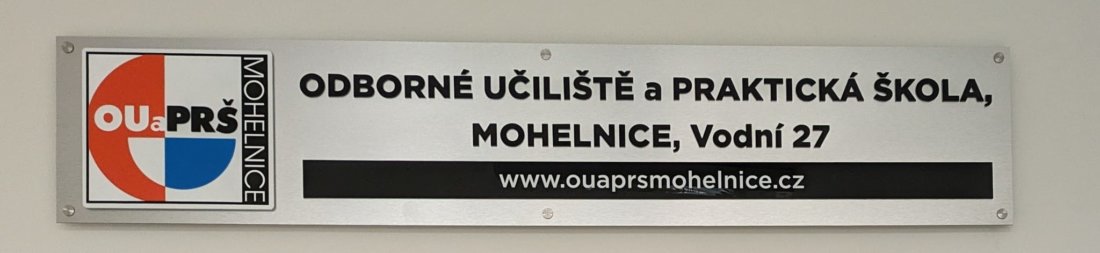 OUaPRŠ
MOHELNICE
ODBORNÉ UČILIŠTĚ a PRAKTICKÁ ŠKOLA,
MOHELNICE, Vodní 27
www.ouaprsmohelnice.cz